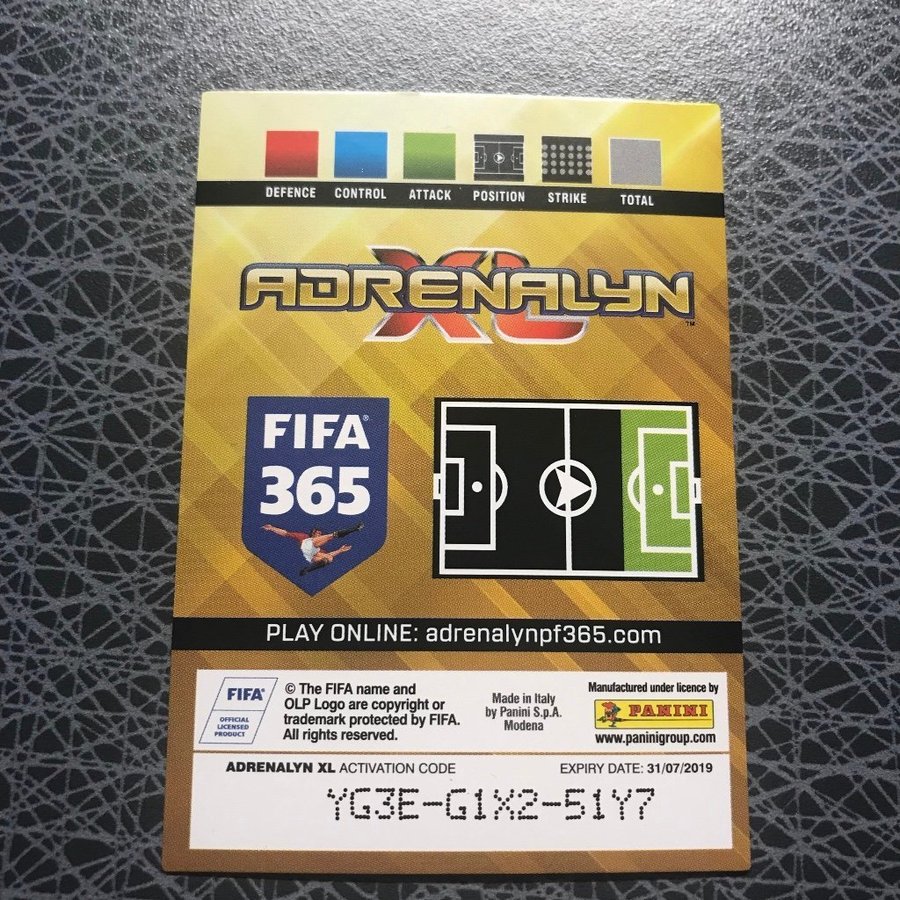 DEFENCE CONTROL ATTACK POSITION STRIKE TOTAL
ADRENALYN™
XL
FIFA®
365
PLAY ONLINE: adrenalynpf365.com
FIFA®
OFFICIAL
LICENSED
PRODUCT
© The FIFA name and
OLP Logo are copyright or
trademark protected by FIFA.
All rights reserved.
Made in Italy
by Panini S.p.A.
Modena
Manufactured under licence by
PANINI
www.paninigroup.com
ADRENALYN XL ACTIVATION CODE
EXPIRY DATE: 31/07/2019
YG3E-G1X2-51Y7